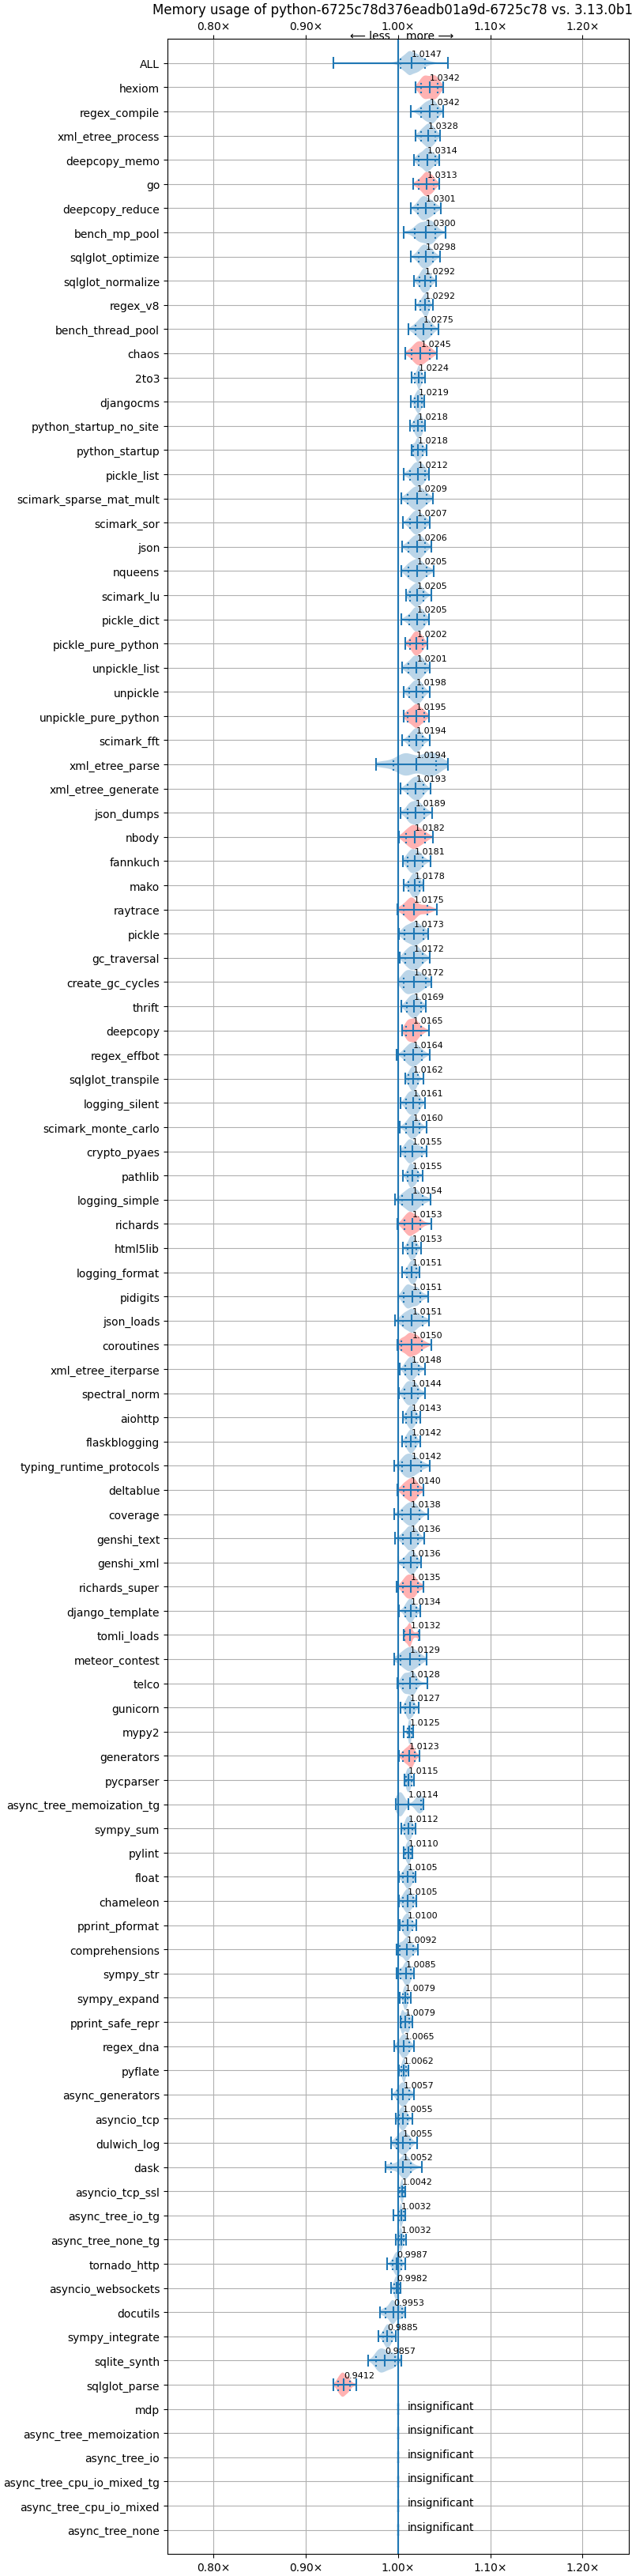 Memory usage of python-6725c78d376eadb01a9d-6725c78 vs. 3.13.0b1
0.80× 0.90× 1.00× 1.10× 1.20×
⟵ less more ⟶
ALL 1.0147
hexiom 1.0342
regex_compile 1.0342
xml_etree_process 1.0328
deepcopy_memo 1.0314
go 1.0313
deepcopy_reduce 1.0301
bench_mp_pool 1.0300
sqlglot_optimize 1.0298
sqlglot_normalize 1.0292
regex_v8 1.0292
bench_thread_pool 1.0275
chaos 1.0245
2to3 1.0224
djangocms 1.0219
python_startup_no_site 1.0218
python_startup 1.0218
pickle_list 1.0212
scimark_sparse_mat_mult 1.0209
scimark_sor 1.0207
json 1.0206
nqueens 1.0205
scimark_lu 1.0205
pickle_dict 1.0205
pickle_pure_python 1.0202
unpickle_list 1.0201
unpickle 1.0198
unpickle_pure_python 1.0195
scimark_fft 1.0194
xml_etree_parse 1.0194
xml_etree_generate 1.0193
json_dumps 1.0189
nbody 1.0182
fannkuch 1.0181
mako 1.0178
raytrace 1.0175
pickle 1.0173
gc_traversal 1.0172
create_gc_cycles 1.0172
thrift 1.0169
deepcopy 1.0165
regex_effbot 1.0164
sqlglot_transpile 1.0162
logging_silent 1.0161
scimark_monte_carlo 1.0160
crypto_pyaes 1.0155
pathlib 1.0155
logging_simple 1.0154
richards 1.0153
html5lib 1.0153
logging_format 1.0151
pidigits 1.0151
json_loads 1.0151
coroutines 1.0150
xml_etree_iterparse 1.0148
spectral_norm 1.0144
aiohttp 1.0143
flaskblogging 1.0142
typing_runtime_protocols 1.0142
deltablue 1.0140
coverage 1.0138
genshi_text 1.0136
genshi_xml 1.0136
richards_super 1.0135
django_template 1.0134
tomli_loads 1.0132
meteor_contest 1.0129
telco 1.0128
gunicorn 1.0127
mypy2 1.0125
generators 1.0123
pycparser 1.0115
async_tree_memoization_tg 1.0114
sympy_sum 1.0112
pylint 1.0110
float 1.0105
chameleon 1.0105
pprint_pformat 1.0100
comprehensions 1.0092
sympy_str 1.0085
sympy_expand 1.0079
pprint_safe_repr 1.0079
regex_dna 1.0065
pyflate 1.0062
async_generators 1.0057
asyncio_tcp 1.0055
dulwich_log 1.0055
dask 1.0052
asyncio_tcp_ssl 1.0042
async_tree_io_tg 1.0032
async_tree_none_tg 1.0032
tornado_http 0.9987
asyncio_websockets 0.9982
docutils 0.9953
sympy_integrate 0.9885
sqlite_synth 0.9857
sqlglot_parse 0.9412
mdp insignificant
async_tree_memoization insignificant
async_tree_io insignificant
async_tree_cpu_io_mixed_tg insignificant
async_tree_cpu_io_mixed insignificant
async_tree_none insignificant
0.80× 0.90× 1.00× 1.10× 1.20×